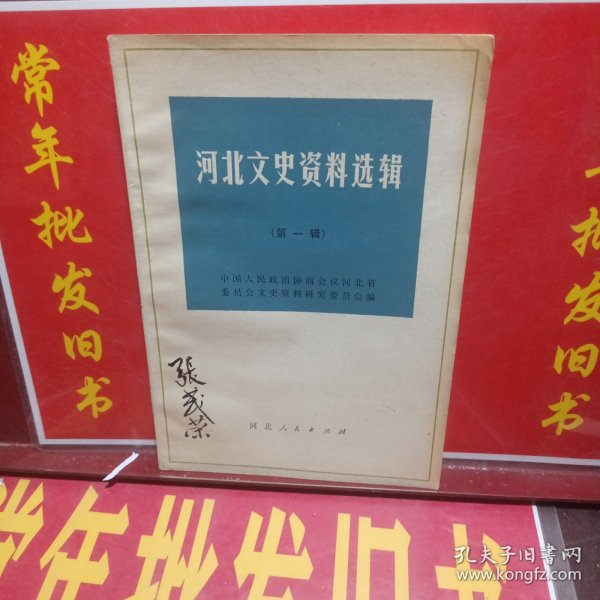 常年批发旧书
河北文史资料选辑
(第一辑)
中国人民政治协商会议河北省
委员会文史资料研究委员会编
张茂荣
河北人民出版社
批发旧书
常年批发旧书
孔夫子旧书网
www.kongfz.com